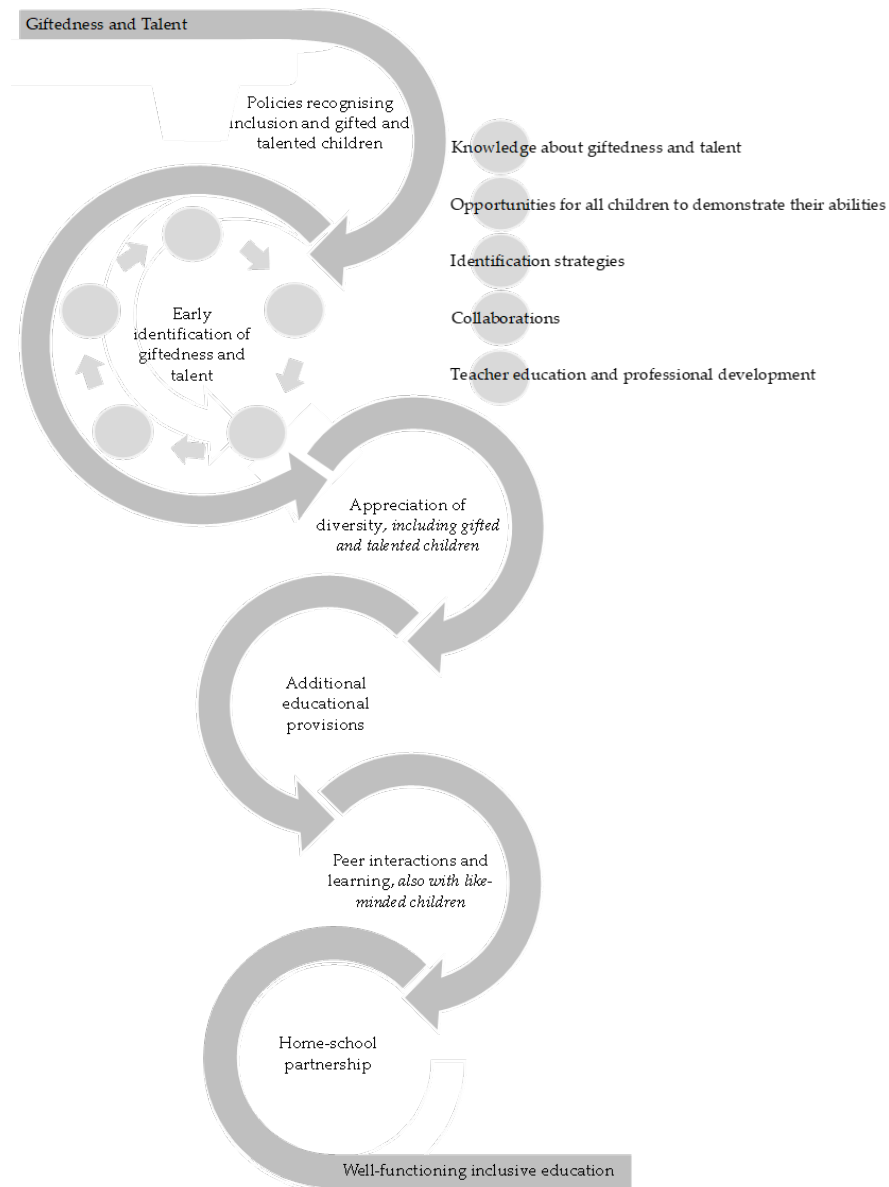 Giftedness and Talent
Policies recognising
inclusion and gifted and
talented children
Knowledge about giftedness and talent
Opportunities for all children to demonstrate their abilities
Identification strategies
Collaborations
Teacher education and professional development
Early
identification of
giftedness and
talent
Appreciation of
diversity, including gifted
and talented children
Additional
educational
provisions
Peer interactions and
learning, also with like-
minded children
Home-school
partnership
Well-functioning inclusive education